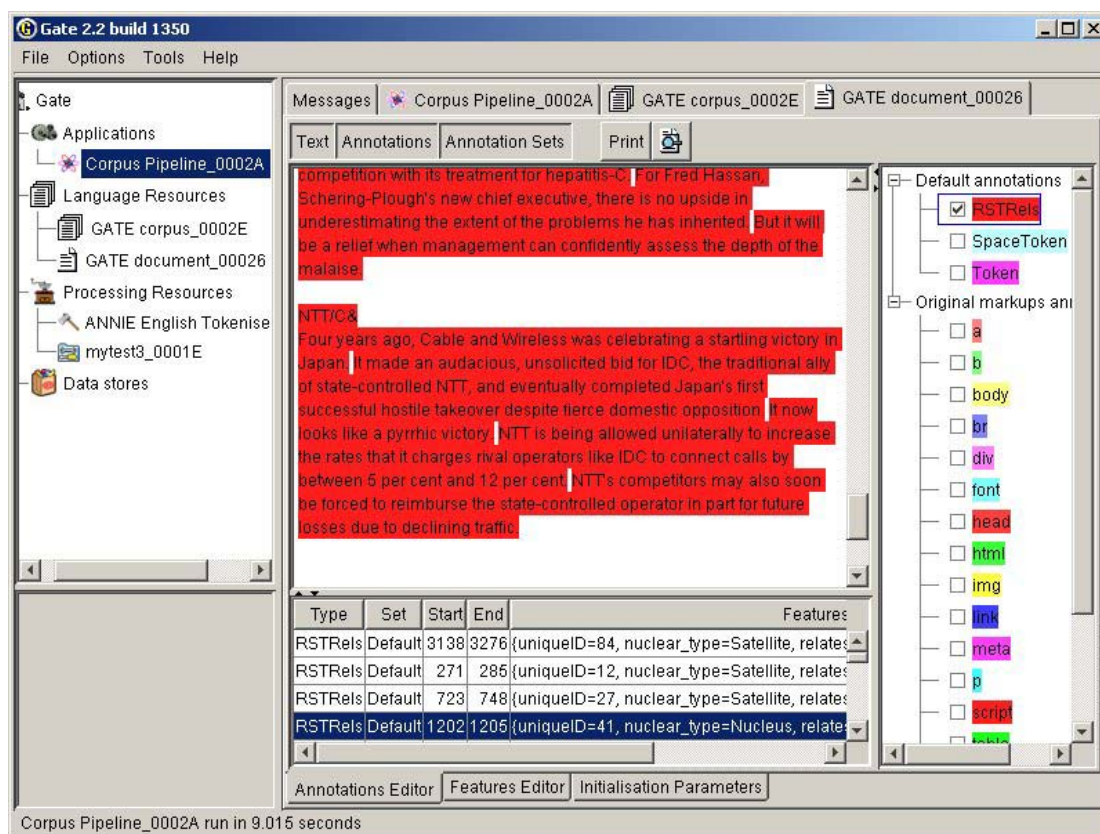 Gate 2.2 build 1350
File Options Tools Help
Gate
Applications
Corpus Pipeline_0002A
Language Resources
GATE corpus_0002E
GATE document_00026
Processing Resources
ANNIE English Tokenise
mytest3_0001E
Data stores
Messages Corpus Pipeline_0002A GATE corpus_0002E GATE document_00026
Text Annotations Annotation Sets Print
competition with its treatment for hepatitis-C. For Fred Hassan,
Schering-Plough's new chief executive, there is no upside in
underestimating the extent of the problems he has inherited. But it will
be a relief when management can confidently assess the depth of the
malaise.
NTT/C&
Four years ago, Cable and Wireless was celebrating a startling victory in
Japan. It made an audacious, unsolicited bid for IDC, the traditional ally
of state-controlled NTT, and eventually completed Japan's first
successful hostile takeover despite fierce domestic opposition. It now
looks like a pyrrhic victory. NTT is being allowed unilaterally to increase
the rates that it charges rival operators like IDC to connect calls by
between 5 per cent and 12 per cent. NTT's competitors may also soon
be forced to reimburse the state-controlled operator in part for future
losses due to declining traffic.
Type Set Start End Features
RSTRels Default 3138 3276 {uniqueID=84, nuclear_type=Satellite, relates
RSTRels Default 271 285 {uniqueID=12, nuclear_type=Satellite, relates
RSTRels Default 723 748 {uniqueID=27, nuclear_type=Satellite, relates
RSTRels Default 1202 1205 {uniqueID=41, nuclear_type=Nucleus, relates
Annotations Editor Features Editor Initialisation Parameters
Default annotations
RSTRels
SpaceToken
Token
Original markups ann
a
b
body
br
div
font
head
html
img
link
meta
p
script
table
Corpus Pipeline_0002A run in 9.015 seconds